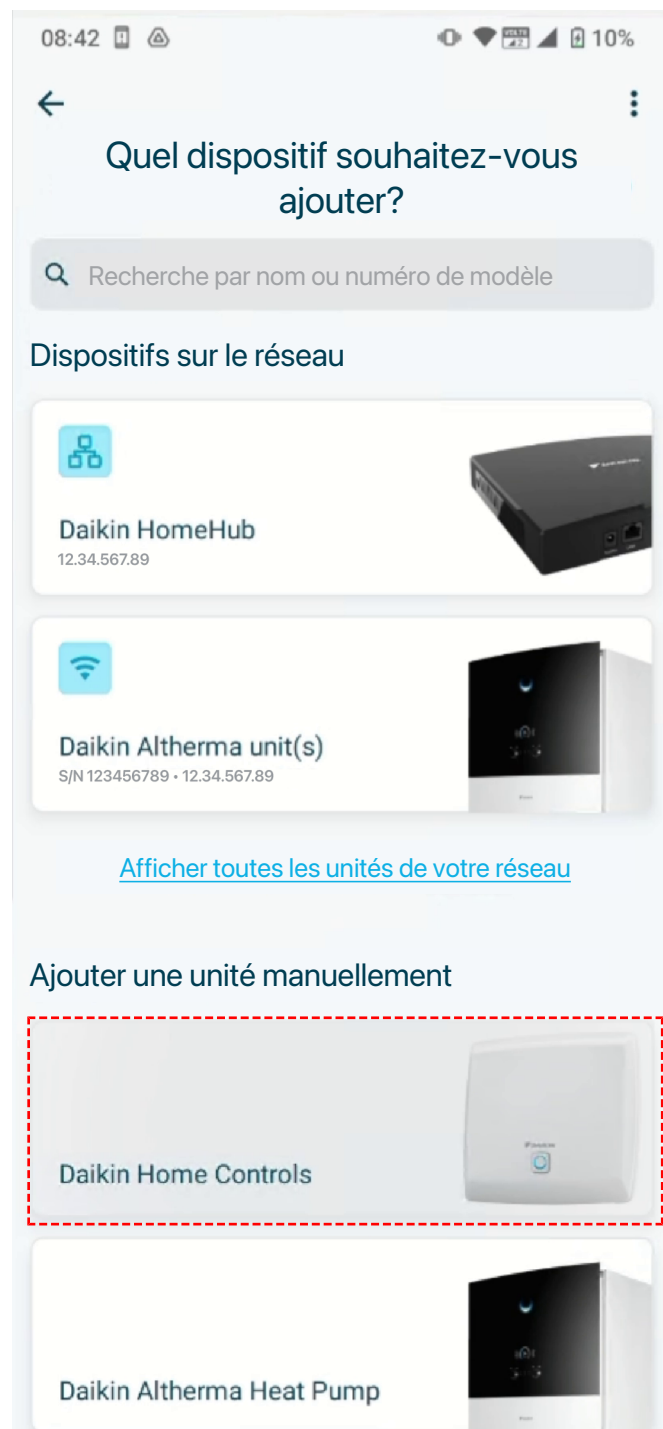 08:42
10%
Quel dispositif souhaitez-vous
ajouter?
Recherche par nom ou numéro de modèle
Dispositifs sur le réseau
Daikin HomeHub
12.34.567.89
Daikin Altherma unit(s)
S/N 123456789 • 12.34.567.89
Afficher toutes les unités de votre réseau
Ajouter une unité manuellement
Daikin Home Controls
Daikin Altherma Heat Pump